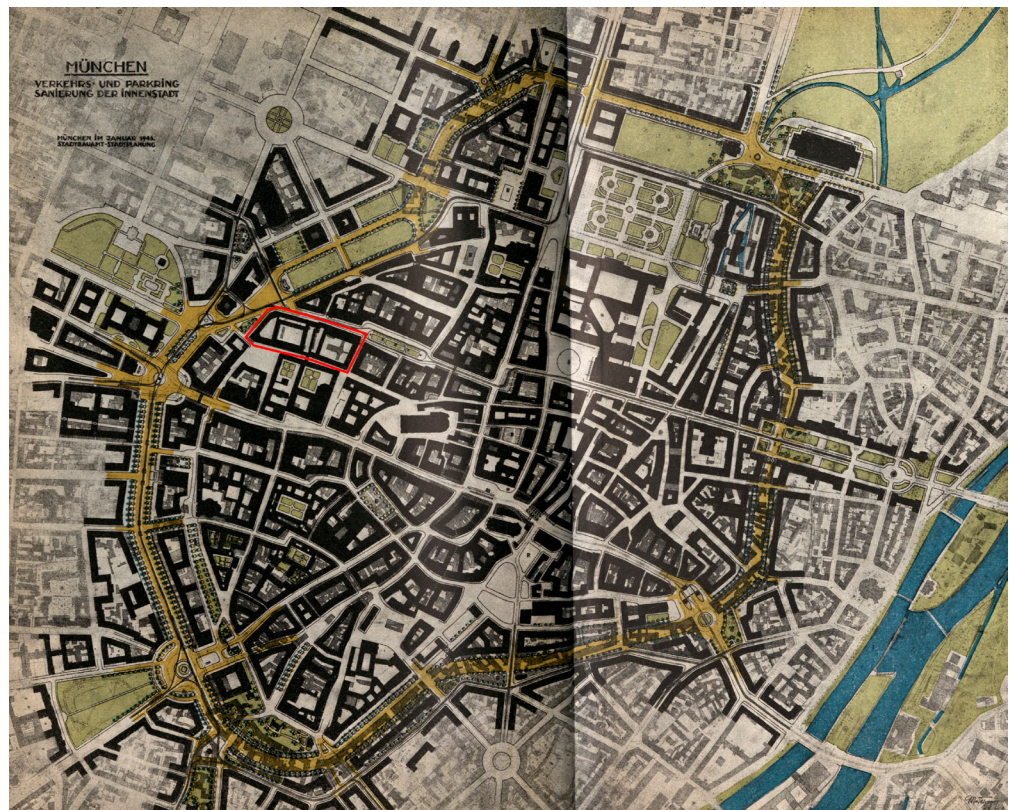 MÜNCHEN
VERKEHRS- UND PARKRING
SANIERUNG DER INNENSTADT
MÜNCHEN IM JANUAR 1946.
STADTBAUAMT-STADTPLANUNG